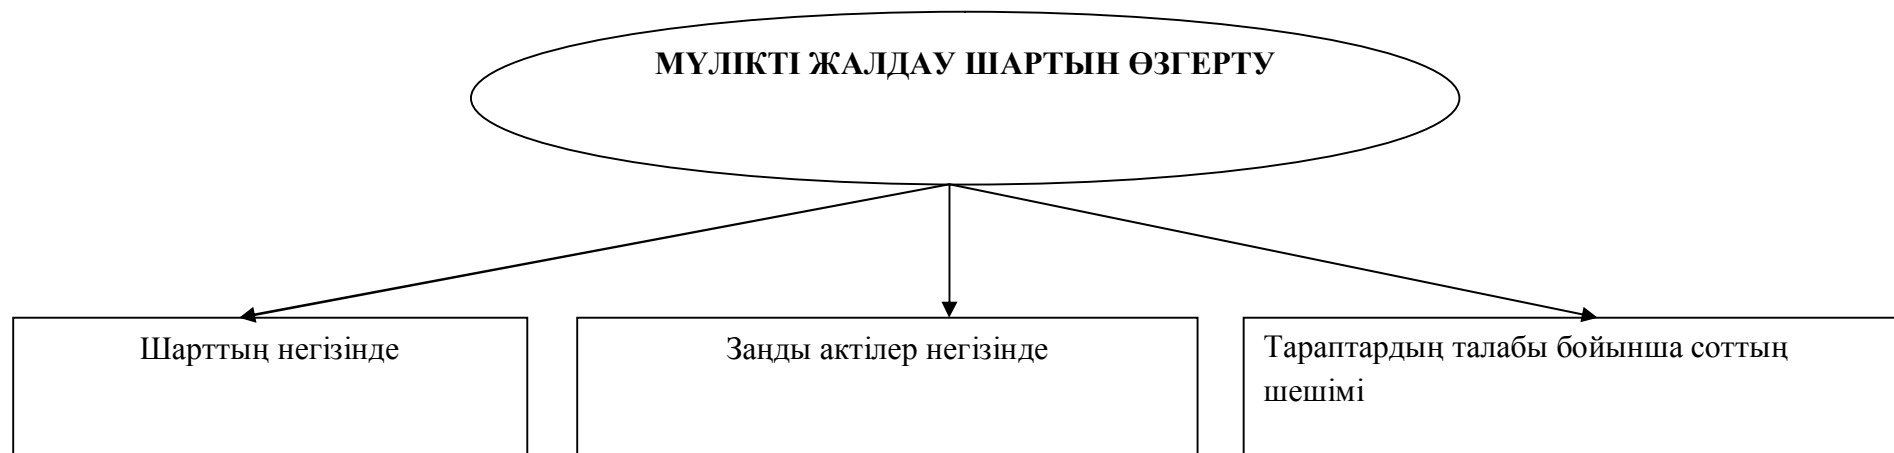 МҮЛІКТІ ЖАЛДАУ ШАРТЫН ӨЗГЕРТУ
Шарттың негізінде
Заңды актілер негізінде
Тараптардың талабы бойынша соттың
шешімі